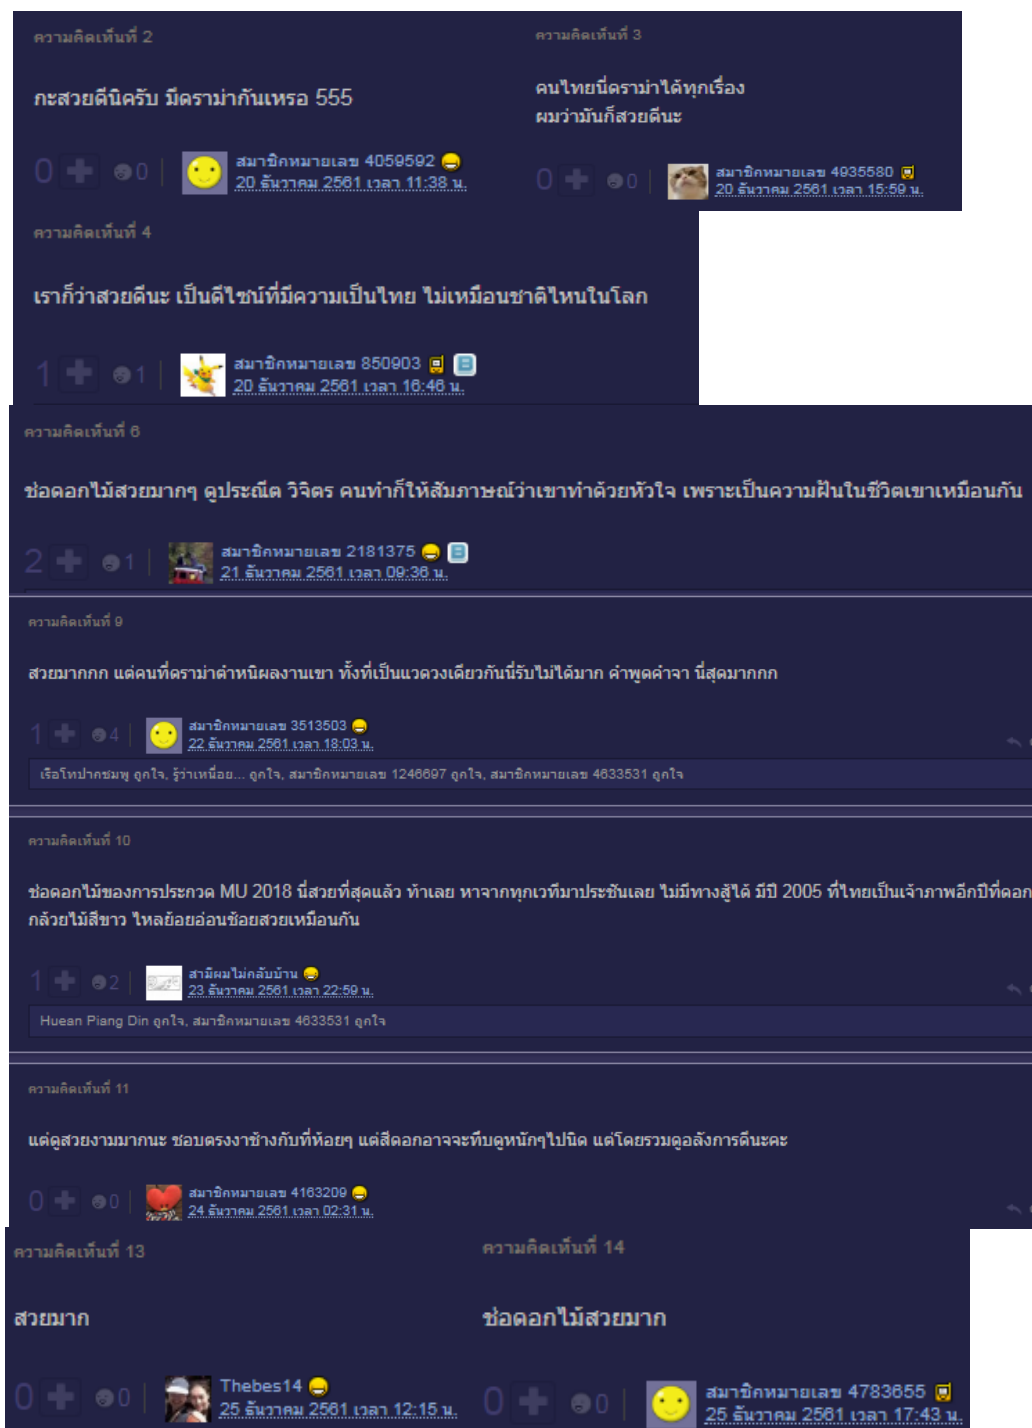 ความคิดเห็นที่ 2
กะสวยดีนิครับ มีดราม่ากันเหรอ 555
0 0
สมาชิกหมายเลข 4059592
20 ธันวาคม 2561 เวลา 11:38 น.
ความคิดเห็นที่ 3
คนไทยนี่ดราม่าได้ทุกเรื่อง
ผมว่ามันก็สวยดีนะ
0 0
สมาชิกหมายเลข 4935580
20 ธันวาคม 2561 เวลา 15:59 น.
ความคิดเห็นที่ 4
เราก็ว่าสวยดีนะ เป็นดีไซน์ที่มีความเป็นไทย ไม่เหมือนชาติไหนในโลก
1 1
สมาชิกหมายเลข 850903
20 ธันวาคม 2561 เวลา 16:46 น.
ความคิดเห็นที่ 6
ช่อดอกไม้สวยมากๆ ดูประณีต วิจิตร คนทำก็ให้สัมภาษณ์ว่าเขาทำด้วยหัวใจ เพราะเป็นความฝันในชีวิตเขาเหมือนกัน
2 1
สมาชิกหมายเลข 2181375
21 ธันวาคม 2561 เวลา 09:36 น.
ความคิดเห็นที่ 9
สวยมากกก แต่คนที่ดราม่าตำหนิผลงานเขา ทั้งที่เป็นแวดวงเดียวกันนี่รับไม่ได้มาก คำพูดคำจา นี่สุดมากกก
1 4
สมาชิกหมายเลข 3513503
22 ธันวาคม 2561 เวลา 18:03 น.
เรือโทปากชมพู ถูกใจ, รู้ว่าเหนื่อย... ถูกใจ, สมาชิกหมายเลข 1246697 ถูกใจ, สมาชิกหมายเลข 4633531 ถูกใจ
ความคิดเห็นที่ 10
ช่อดอกไม้ของการประกวด MU 2018 นี่สวยที่สุดแล้ว ท้าเลย หาจากทุกเวทีมาประชันเลย ไม่มีทางสู้ได้ มีปี 2005 ที่ไทยเป็นเจ้าภาพอีกปีที่ดอก
กล้วยไม้สีขาว ไหลย้อยอ่อนช้อยสวยเหมือนกัน
1 2
สามีผมไม่กลับบ้าน
23 ธันวาคม 2561 เวลา 22:59 น.
Huean Piang Din ถูกใจ, สมาชิกหมายเลข 4633531 ถูกใจ
ความคิดเห็นที่ 11
แต่ดูสวยงามมากนะ ชอบตรงงาช้างกับที่ห้อยๆ แต่สีดอกอาจจะทึบดูหนักๆไปนิด แต่โดยรวมดูอลังการดีนะคะ
0 0
สมาชิกหมายเลข 4163209
24 ธันวาคม 2561 เวลา 02:31 น.
ความคิดเห็นที่ 13
สวยมาก
0 0
Thebes14
25 ธันวาคม 2561 เวลา 12:15 น.
ความคิดเห็นที่ 14
ช่อดอกไม้สวยมาก
0 0
สมาชิกหมายเลข 4783655
25 ธันวาคม 2561 เวลา 17:43 น.